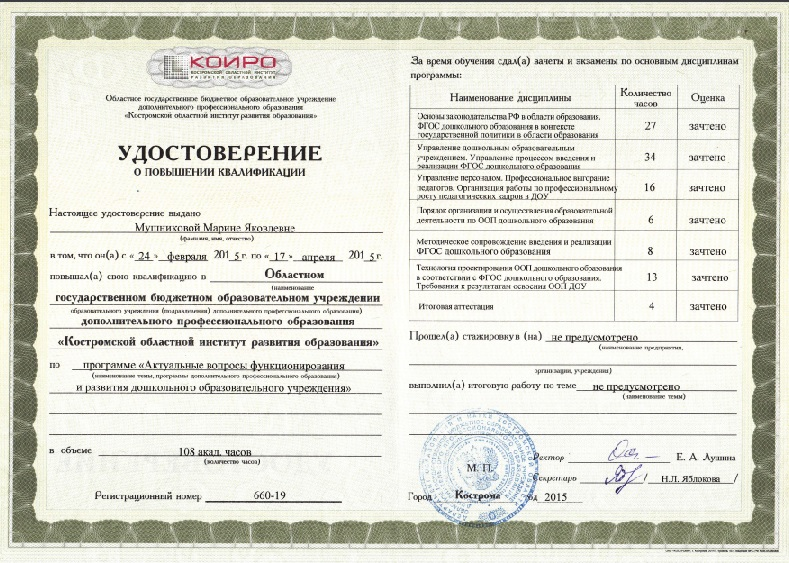 КОИРО
КОСТРОМСКОЙ ОБЛАСТНОЙ ИНСТИТУТ
РАЗВИТИЯ ОБРАЗОВАНИЯ
Областное государственное бюджетное образовательное учреждение
дополнительного профессионального образования
«Костромской областной институт развития образования»
УДОСТОВЕРЕНИЕ
О ПОВЫШЕНИИ КВАЛИФИКАЦИИ
Настоящее удостоверение выдано
Марине Яковлевне
(фамилия, имя, отчество)
в том, что он(а) с «24» февраля 2015 г. по «17» апреля 2015 г.
повышал(а) свою квалификацию в Областном
(наименование
государственном бюджетном образовательном учреждении
образовательного учреждения (подразделения) дополнительного профессионального образования)
дополнительного профессионального образования
«Костромской областной институт развития образования»
по программе «Актуальные вопросы функционирования
(наименование темы, программы дополнительного профессионального образования)
и развития дошкольного образовательного учреждения»
в объеме 108 акад. часов
(количество часов)
Регистрационный номер 660-19
За время обучения сдал(а) зачеты и экзамены по основным дисциплинам
программы:
Наименование дисциплины Количество часов Оценка
Основы законодательства РФ в области образования.
ФГОС дошкольного образования в контексте
государственной политики в области образования
27 зачтено
Управление дошкольным образовательным
учреждением. Управление процессом введения и
реализации ФГОС дошкольного образования
34 зачтено
Управление персоналом. Профессиональное выгорание
педагогов. Организация работы по профессиональному
росту педагогических кадров в ДОУ
16 зачтено
Порядок организации и осуществления образовательной
деятельности по ООП дошкольного образования
6 зачтено
Методическое сопровождение введения и реализации
ФГОС дошкольного образования
8 зачтено
Технология проектирования ООП дошкольного образования
в соответствии с ФГОС дошкольного образования.
Требования к результатам освоения ООП ДОУ
13 зачтено
Итоговая аттестация 4 зачтено
Прошел(а) стажировку в (на) не предусмотрено
(наименование предприятия,
организации, учреждения)
выполнил(а) итоговую работу по теме не предусмотрено
(наименование темы)
М. П.
Ректор Е. А. Лушина
Секретарь Н.Л. Яблокова
Город Кострома год 2015